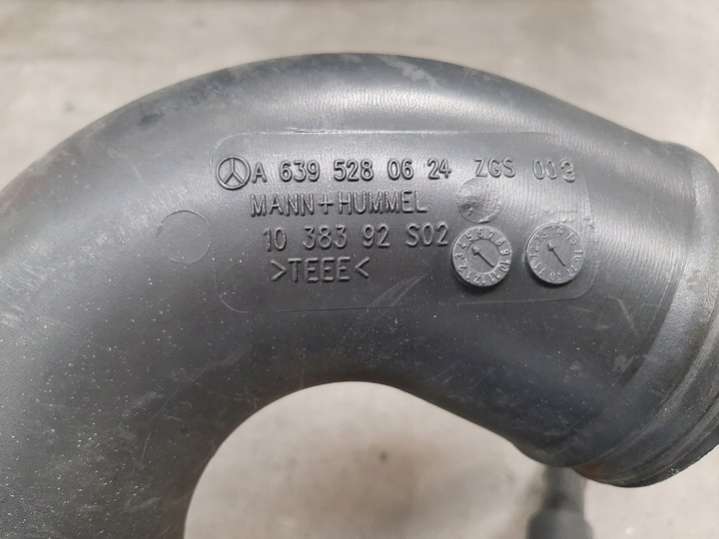 A 639 528 06 24 ZGS 003
MANN+HUMMEL
10 383 92 S02
>TEEE<